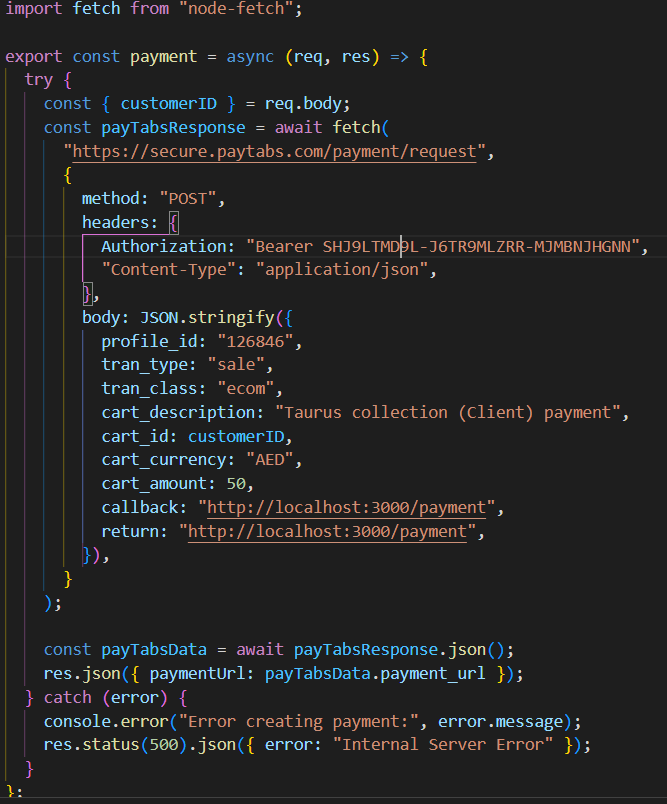 import fetch from "node-fetch";
export const payment = async (req, res) => {
try {
const { customerID } = req.body;
const payTabsResponse = await fetch(
"https://secure.paytabs.com/payment/request",
{
method: "POST",
headers: {
Authorization: "Bearer SHJ9LTMD9L-J6TR9MLZRR-MJMBNJHGNN",
"Content-Type": "application/json",
},
body: JSON.stringify({
profile_id: "126846",
tran_type: "sale",
tran_class: "ecom",
cart_description: "Taurus collection (Client) payment",
cart_id: customerID,
cart_currency: "AED",
cart_amount: 50,
callback: "http://localhost:3000/payment",
return: "http://localhost:3000/payment",
}),
}
);
const payTabsData = await payTabsResponse.json();
res.json({ paymentUrl: payTabsData.payment_url });
} catch (error) {
console.error("Error creating payment:", error.message);
res.status(500).json({ error: "Internal Server Error" });
}
};